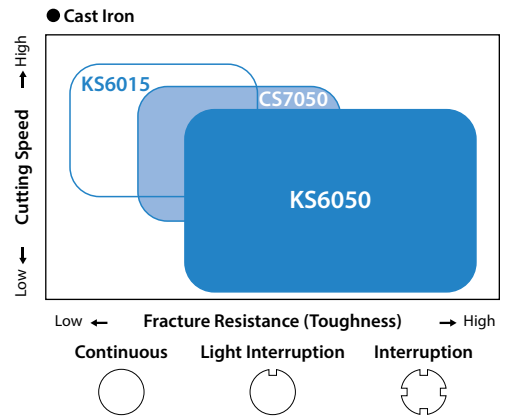 ● Cast Iron
High
KS6015
CS7050
KS6050
Cutting Speed
Low
Low ← Fracture Resistance (Toughness) → High
Continuous Light Interruption Interruption